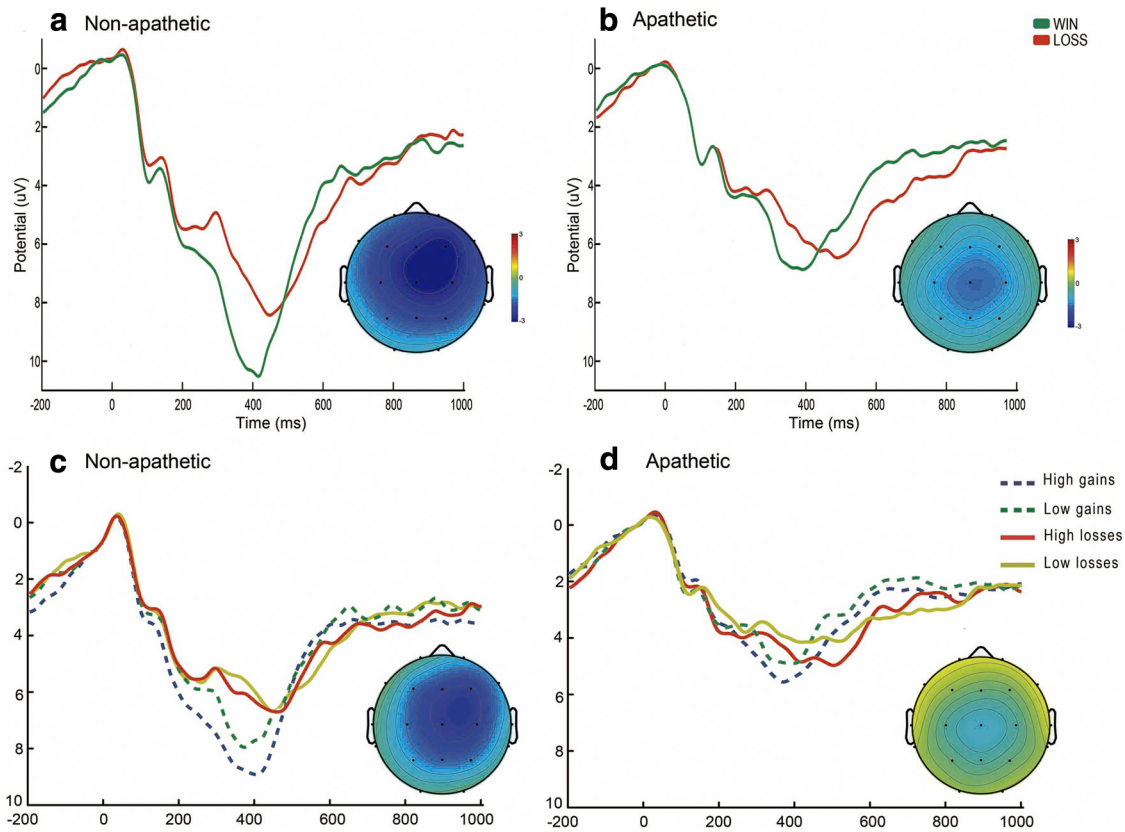 a Non-apathetic
b Apathetic
WIN
LOSS
Potential (uV)
0
2
4
6
8
10
-200 0 200 400 600 800 1000
Time (ms)
3
0
-3
Potential (uV)
0
2
4
6
8
10
-200 0 200 400 600 800 1000
Time (ms)
3
0
-3
c Non-apathetic
-2
0
2
4
6
8
10
-200 0 200 400 600 800 1000
d Apathetic
-2
0
2
4
6
8
10
-200 0 200 400 600 800 1000
High gains
Low gains
High losses
Low losses